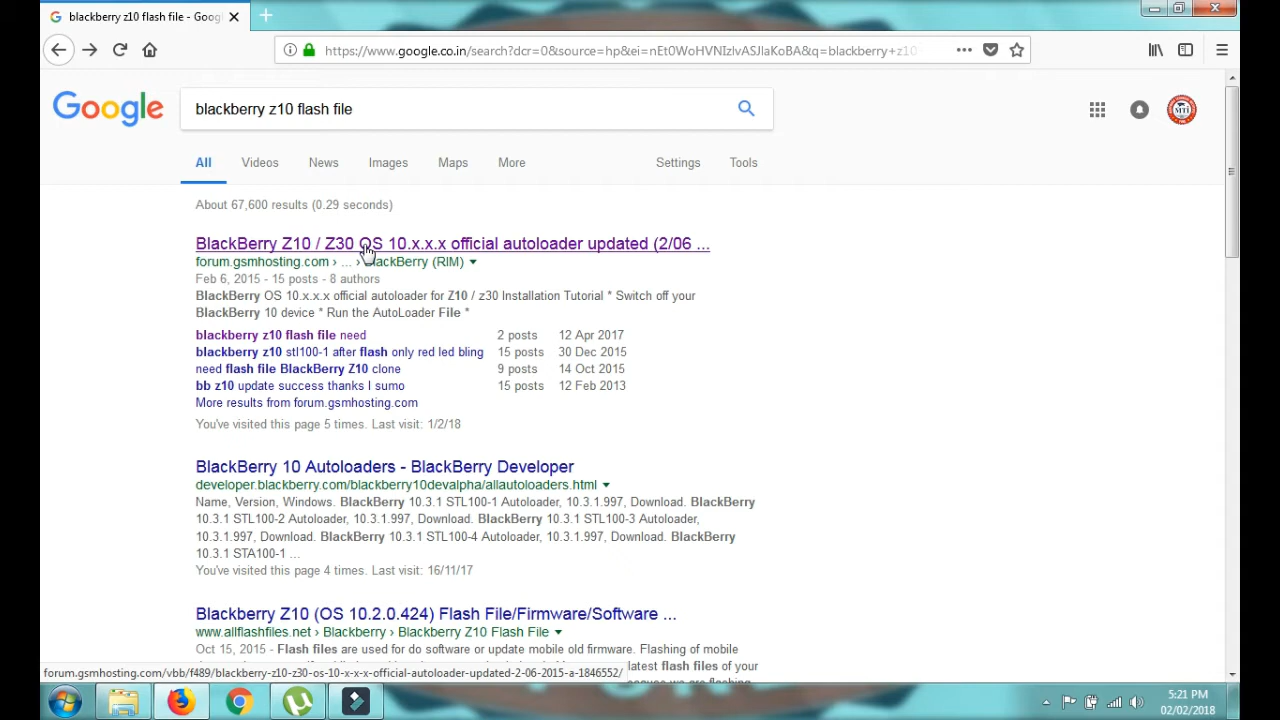 blackberry z10 flash file - Goog
https://www.google.co.in/search?dcr=0&source=hp&ei=nEt0WoHVNIzlvASJlaKoBA&q=blackberry+z10
Google
blackberry z10 flash file
MTI
All Videos News Images Maps More Settings Tools
About 67,600 results (0.29 seconds)
BlackBerry Z10 / Z30 OS 10.x.x.x official autoloader updated (2/06 ...
forum.gsmhosting.com › ... › BlackBerry (RIM)
Feb 6, 2015 - 15 posts - 8 authors
BlackBerry OS 10.x.x.x official autoloader for Z10 / z30 Installation Tutorial * Switch off your
BlackBerry 10 device * Run the AutoLoader File *
blackberry z10 flash file need 2 posts 12 Apr 2017
blackberry z10 stl100-1 after flash only red led bling 15 posts 30 Dec 2015
need flash file BlackBerry Z10 clone 9 posts 14 Oct 2015
bb z10 update success thanks l sumo 15 posts 12 Feb 2013
More results from forum.gsmhosting.com
You've visited this page 5 times. Last visit: 1/2/18
BlackBerry 10 Autoloaders - BlackBerry Developer
developer.blackberry.com/blackberry10devalpha/allautoloaders.html
Name, Version, Windows. BlackBerry 10.3.1 STL100-1 Autoloader, 10.3.1.997, Download. BlackBerry
10.3.1 STL100-2 Autoloader, 10.3.1.997, Download. BlackBerry 10.3.1 STL100-3 Autoloader,
10.3.1.997, Download. BlackBerry 10.3.1 STL100-4 Autoloader, 10.3.1.997, Download. BlackBerry
10.3.1 STA100-1 ...
You've visited this page 4 times. Last visit: 16/11/17
Blackberry Z10 (OS 10.2.0.424) Flash File/Firmware/Software ...
www.allflashfiles.net › Blackberry › Blackberry Z10 Flash File
Oct 15, 2015 - Flash files are used for do software or update mobile old firmware. Flashing of mobile
latest flash files of your
forum.gsmhosting.com/vbb/f489/blackberry-z10-z30-os-10-x-x-x-official-autoloader-updated-2-06-2015-a-1846552/
5:21 PM
02/02/2018